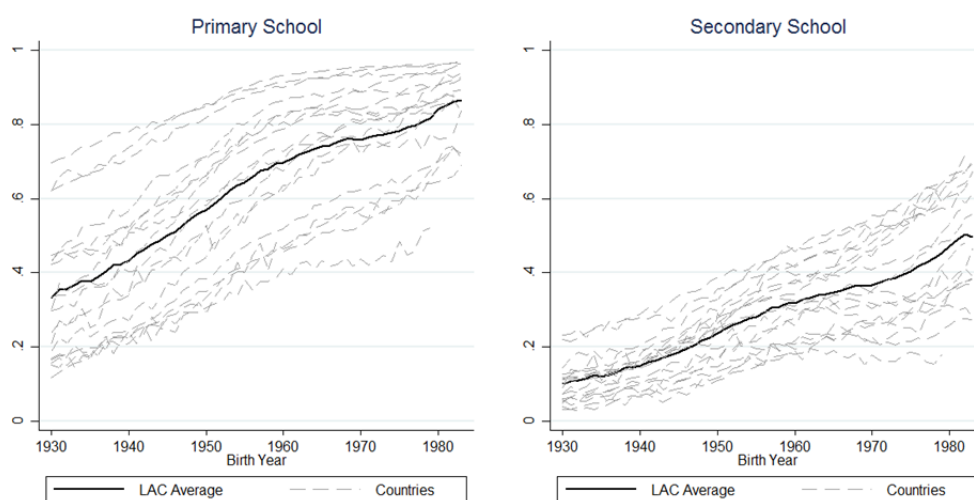 Primary School
1
.8
.6
.4
.2
0
1930 1940 1950 1960 1970 1980
Birth Year
LAC Average Countries
Secondary School
1
.8
.6
.4
.2
0
1930 1940 1950 1960 1970 1980
Birth Year
LAC Average Countries